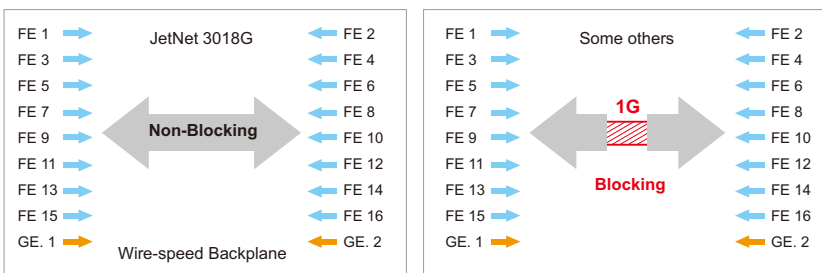 JetNet 3018G
FE 1
FE 3
FE 5
FE 7
FE 9
FE 11
FE 13
FE 15
GE. 1
Non-Blocking
Wire-speed Backplane
FE 2
FE 4
FE 6
FE 8
FE 10
FE 12
FE 14
FE 16
GE. 2
Some others
FE 1
FE 3
FE 5
FE 7
FE 9
FE 11
FE 13
FE 15
GE. 1
1G
Blocking
FE 2
FE 4
FE 6
FE 8
FE 10
FE 12
FE 14
FE 16
GE. 2